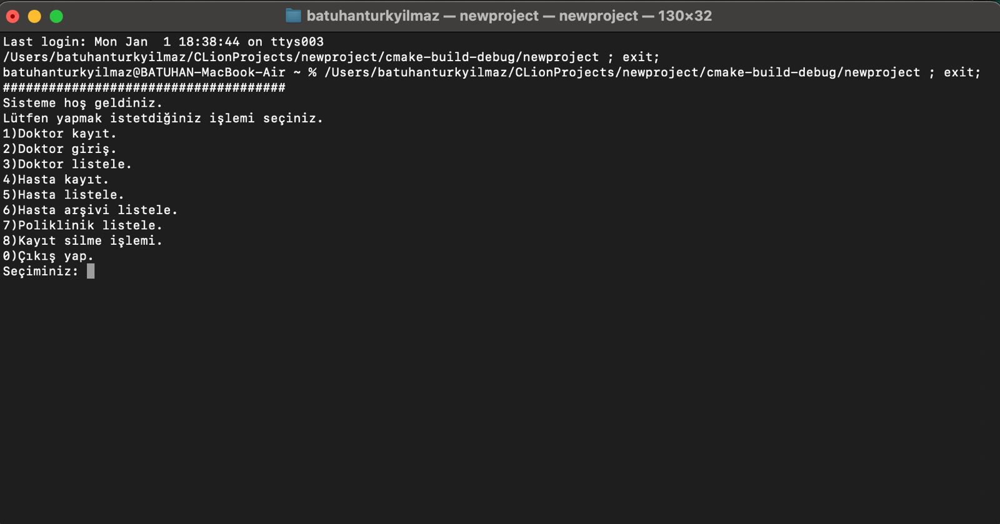 batuhanturkyilmaz — newproject — newproject — 130×32
Last login: Mon Jan  1 18:38:44 on ttys003
/Users/batuhanturkyilmaz/CLionProjects/newproject/cmake-build-debug/newproject ; exit;
batuhanturkyilmaz@BATUHAN-MacBook-Air ~ % /Users/batuhanturkyilmaz/CLionProjects/newproject/cmake-build-debug/newproject ; exit;
#####################################
Sisteme hoş geldiniz.
Lütfen yapmak istetdiğiniz işlemi seçiniz.
1)Doktor kayıt.
2)Doktor giriş.
3)Doktor listele.
4)Hasta kayıt.
5)Hasta listele.
6)Hasta arşivi listele.
7)Poliklinik listele.
8)Kayıt silme işlemi.
0)Çıkış yap.
Seçiminiz: